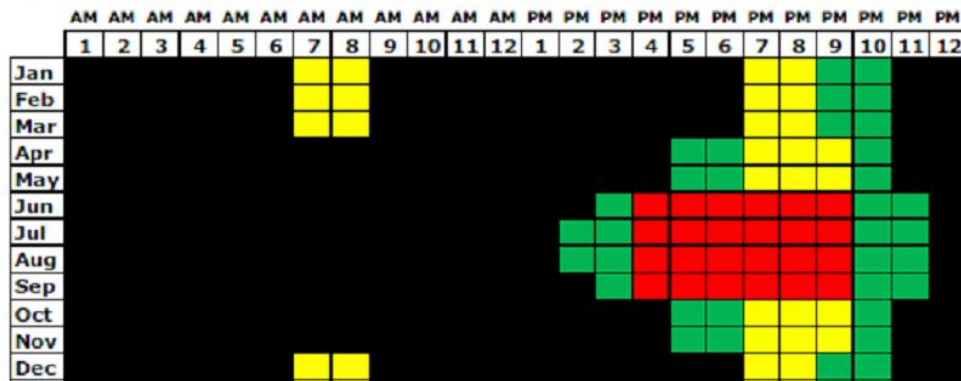 AM AM AM AM AM AM AM AM AM AM AM AM PM PM PM PM PM PM PM PM PM PM PM PM
1 2 3 4 5 6 7 8 9 10 11 12 1 2 3 4 5 6 7 8 9 10 11 12
Jan
Feb
Mar
Apr
May
Jun
Jul
Aug
Sep
Oct
Nov
Dec